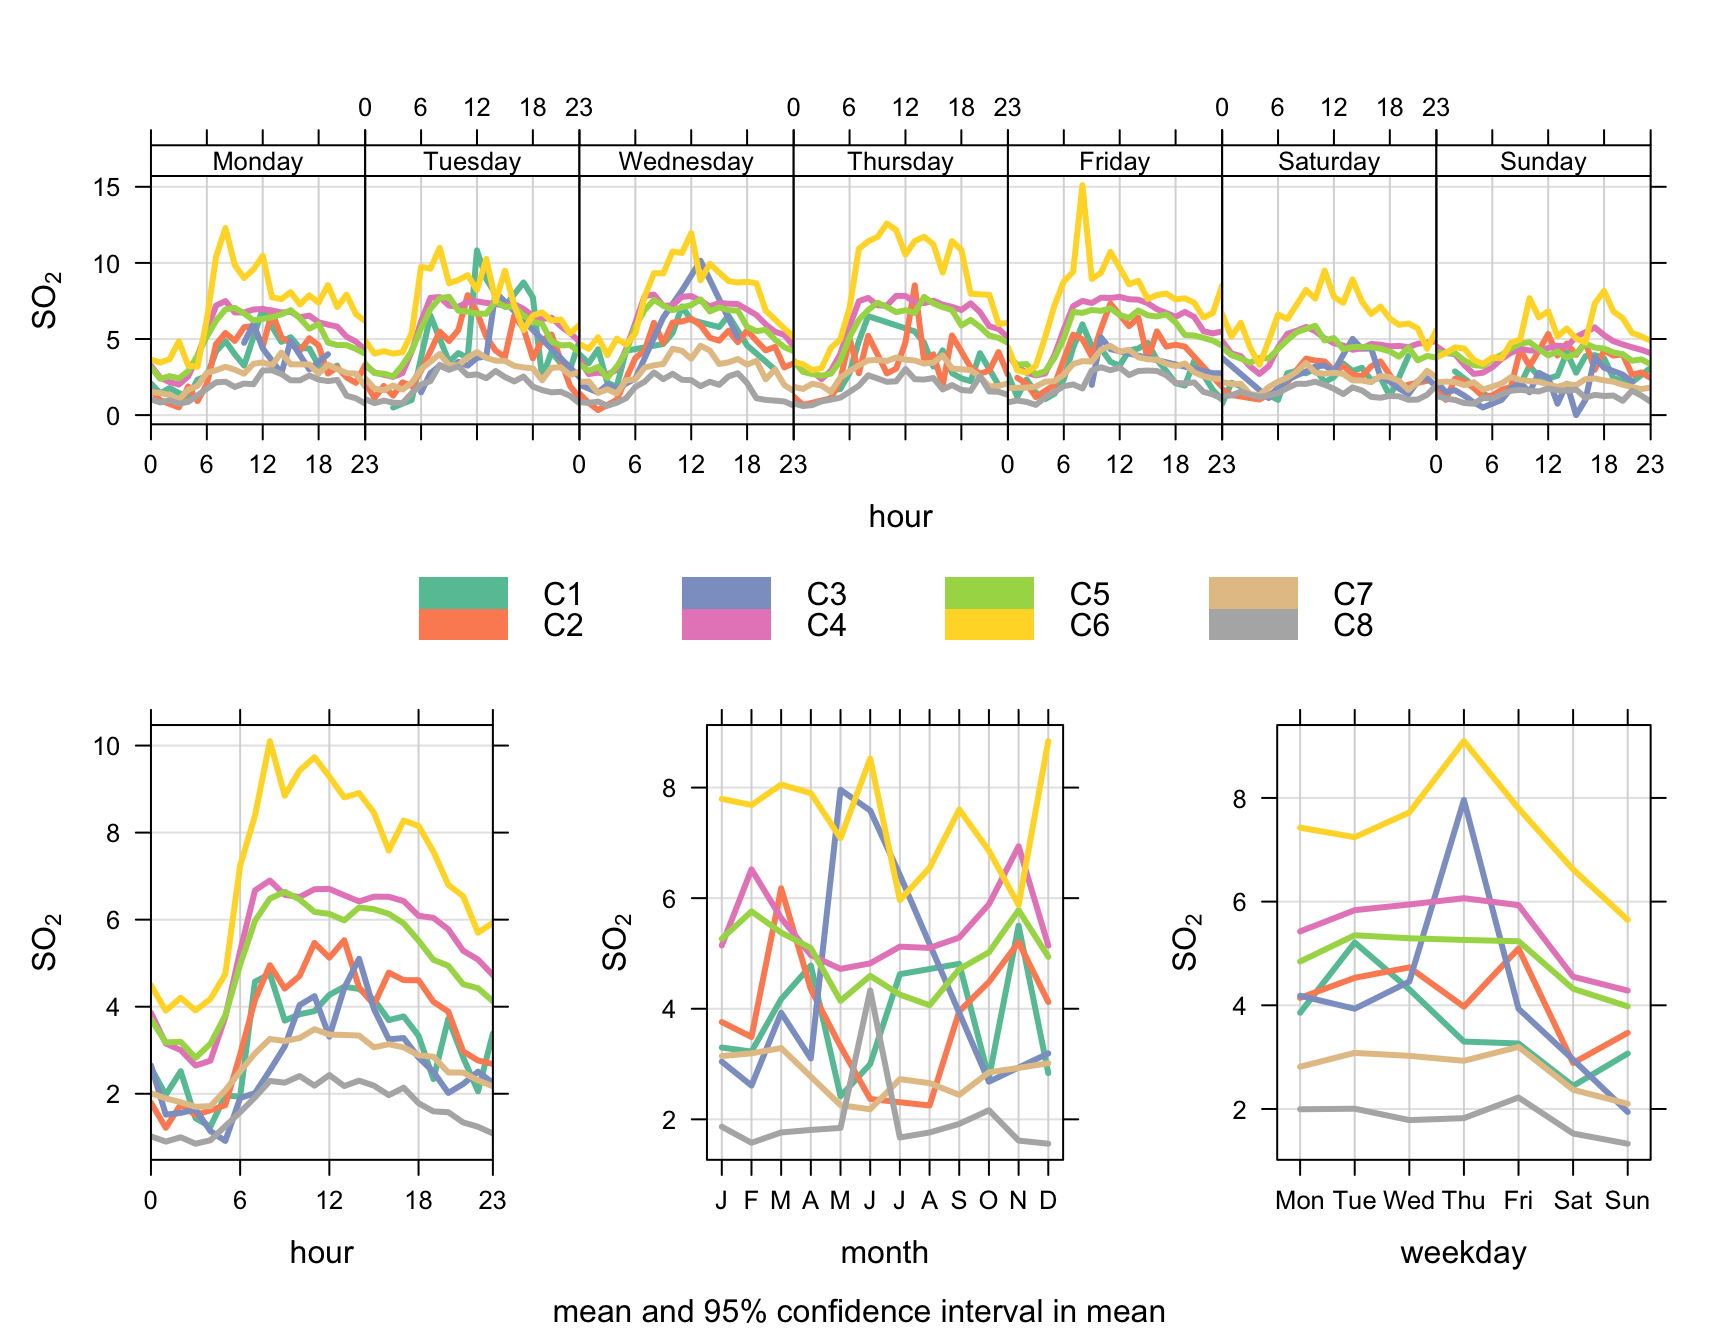 0 6 12 18 23 0 6 12 18 23 0 6 12 18 23
Monday Tuesday Wednesday Thursday Friday Saturday Sunday
15
10
5
0
SO2
0 6 12 18 23 0 6 12 18 23 0 6 12 18 23 0 6 12 18 23
hour
C1 C3 C5 C7
C2 C4 C6 C8
10
8
6
4
2
SO2
0 6 12 18 23
hour
8
6
4
2
SO2
J F M A M J J A S O N D
month
8
6
4
2
SO2
Mon Tue Wed Thu Fri Sat Sun
weekday
mean and 95% confidence interval in mean